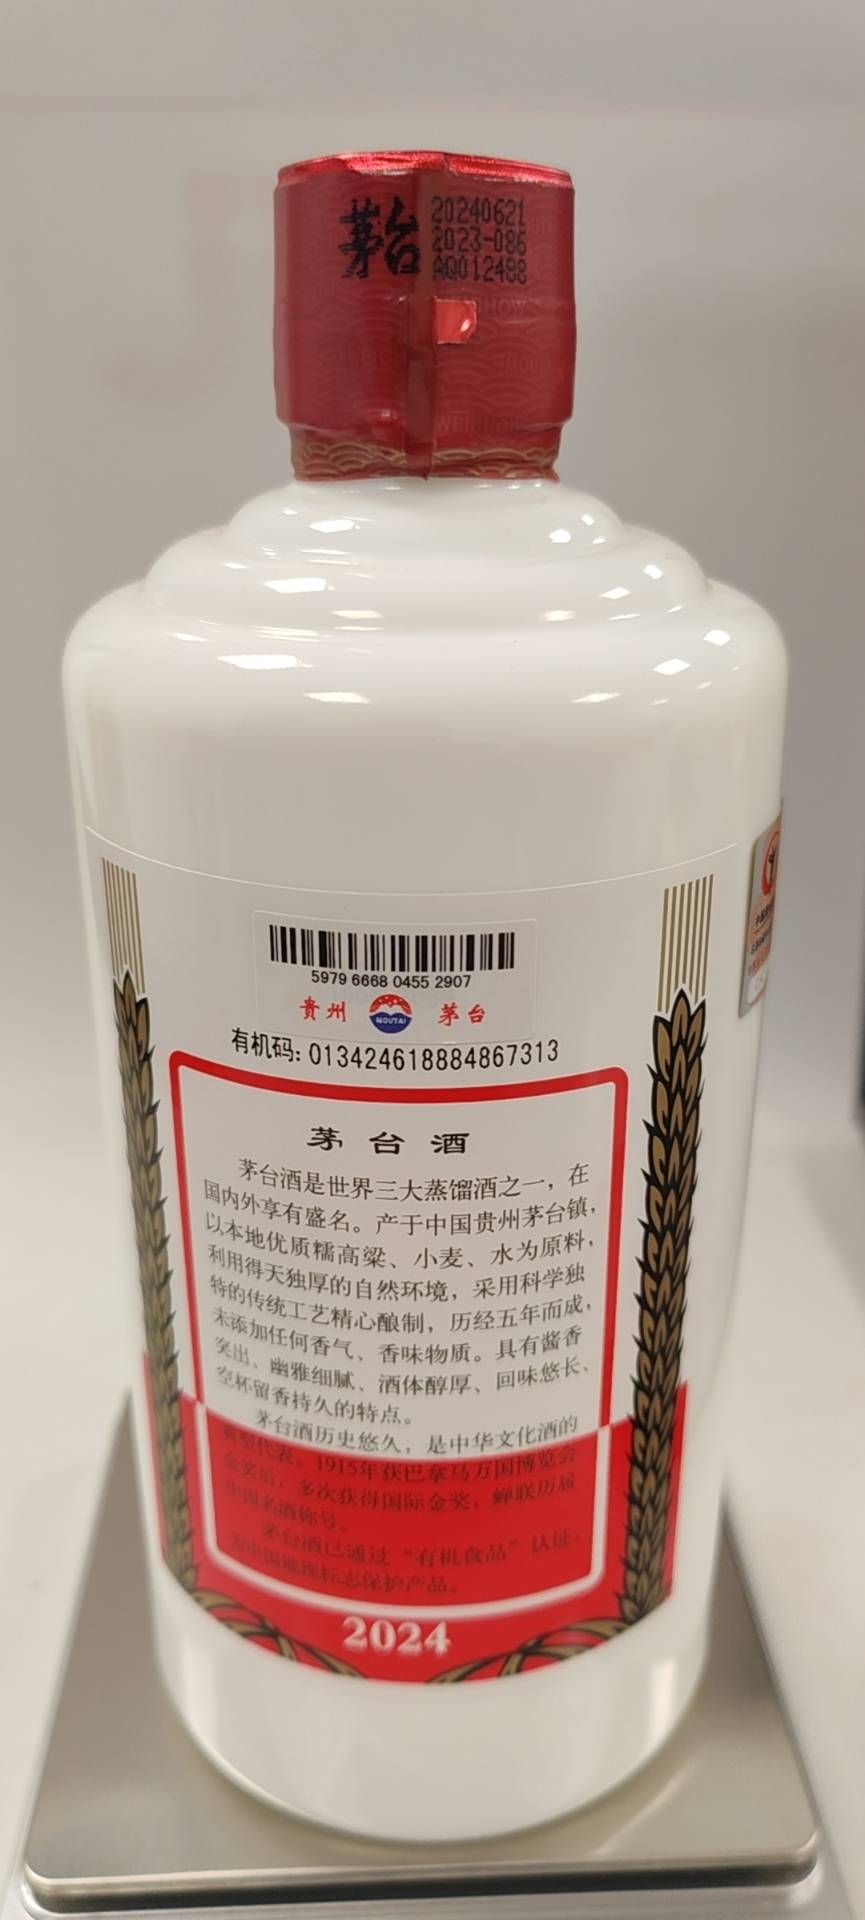 茅台
20240621
2023-086
AQ012488
CHOW
MOUTAI
WEICHOW
5979 6668 0455 2907
贵州 MOUTAI 茅台
有机码: 0134246188848​67313
茅台酒
茅台酒是世界三大蒸馏酒之一，在
国内外享有盛名。产于中国贵州茅台镇，
以本地优质糯高粱、小麦、水为原料，
利用得天独厚的自然环境，采用科学独
特的传统工艺精心酿制，历经五年而成，
未添加任何香气、香味物质。具有酱香
突出、幽雅细腻、酒体醇厚、回味悠长、
空杯留香持久的特点。
茅台酒历史悠久，是中华文化酒的
典型代表。1915年获巴拿马万国博览会
金奖后，多次获得国际金奖，蝉联历届
中国名酒称号。
茅台酒已通过“有机食品”认证，
为中国地理标志保护产品。
2024